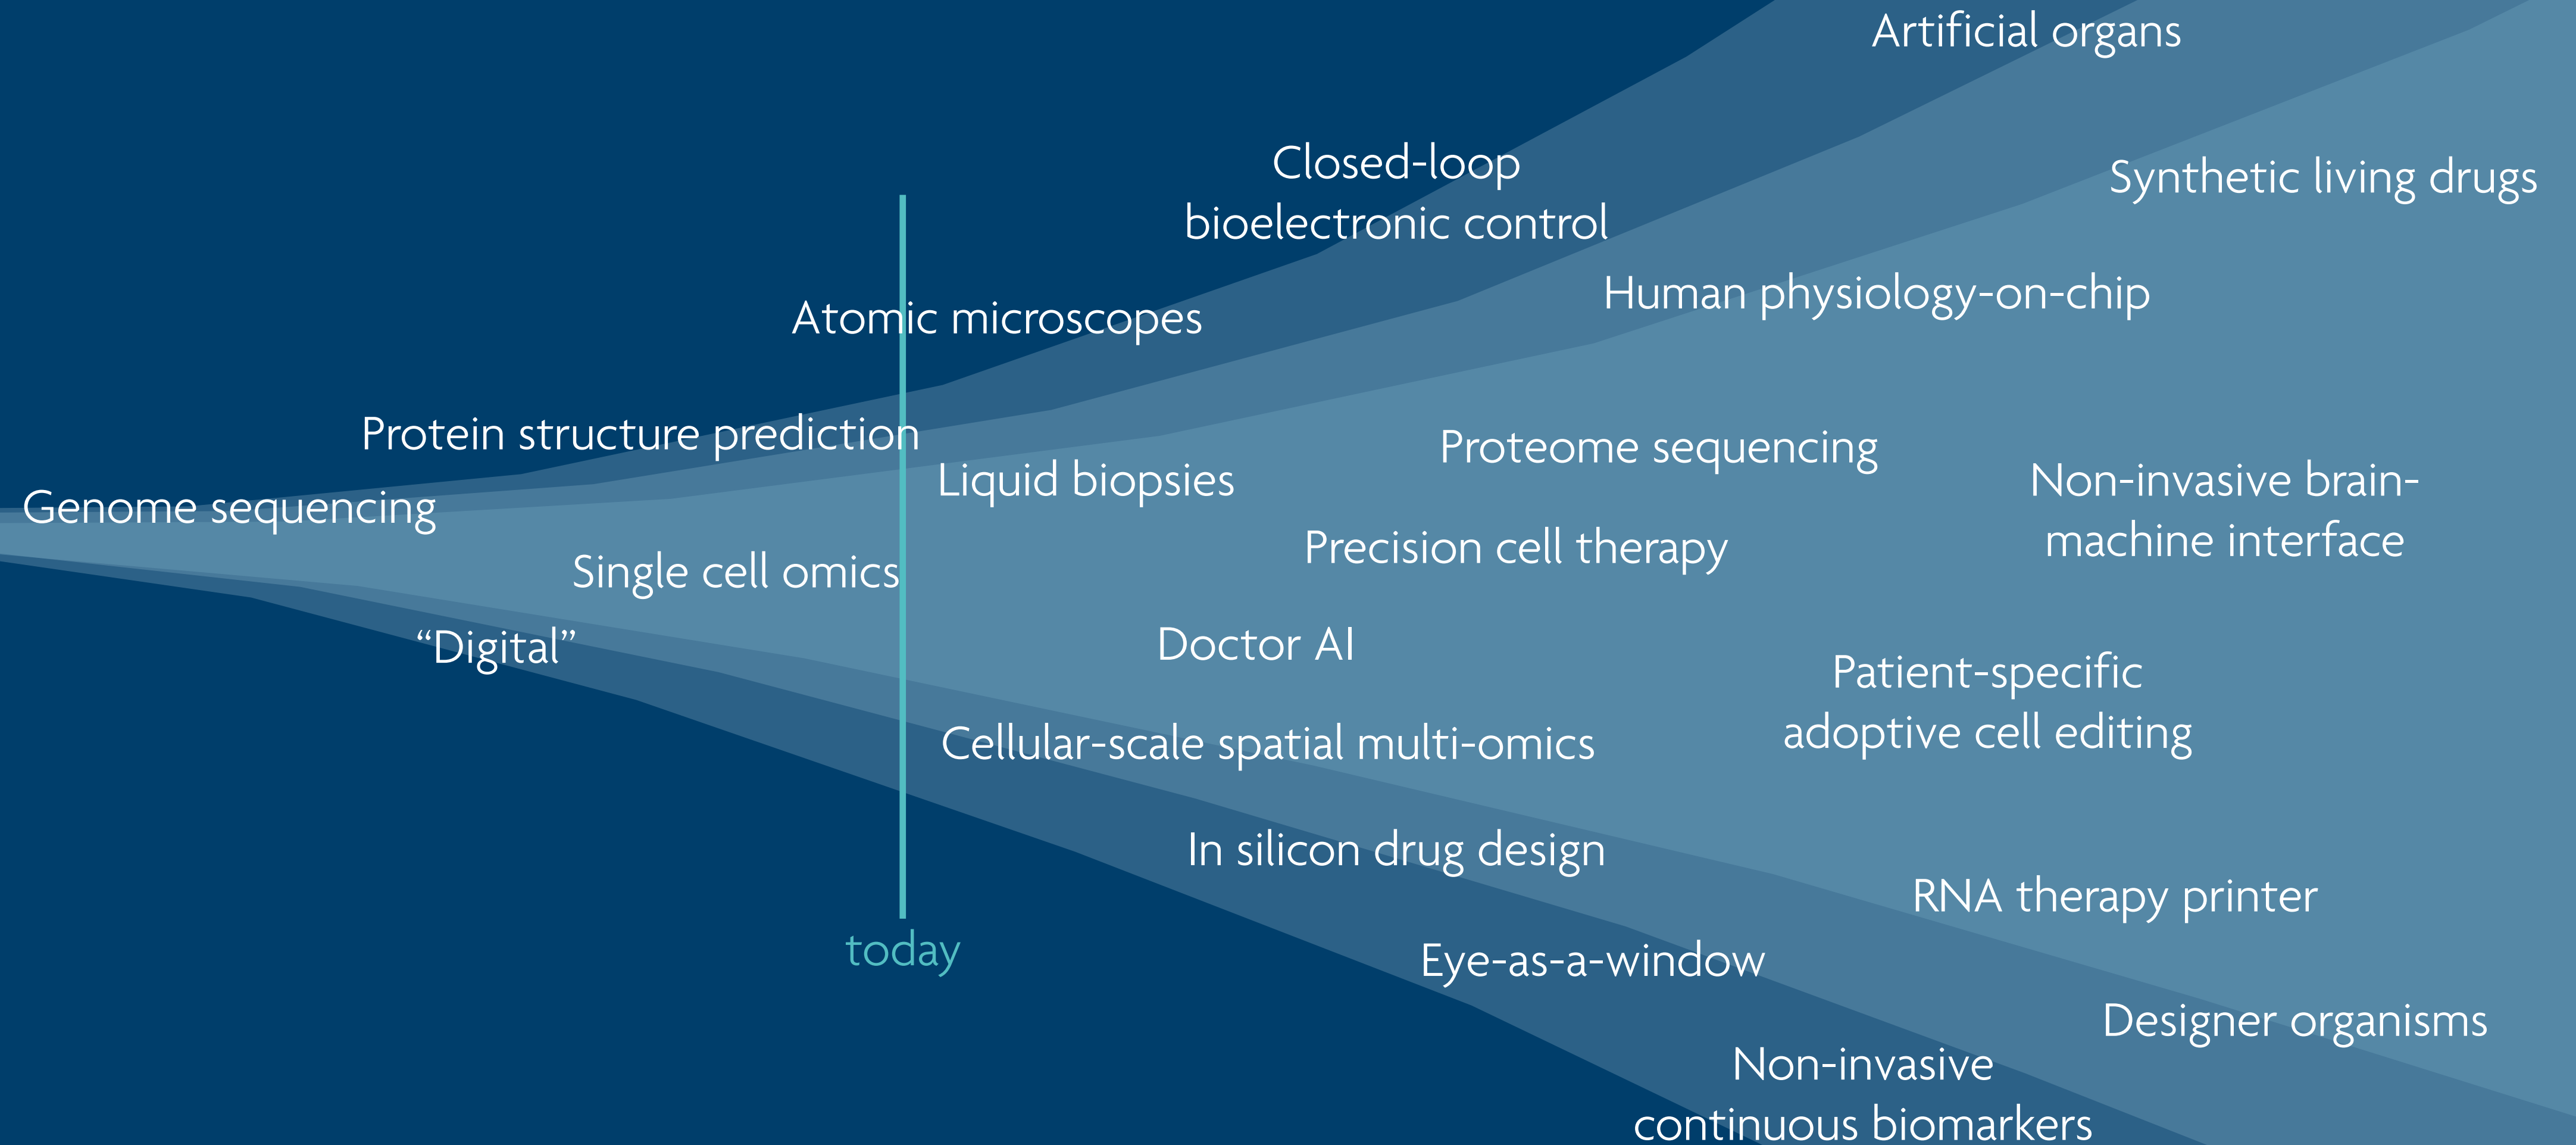 Artificial organs
Closed-loop
bioelectronic control
Synthetic living drugs
Human physiology-on-chip
Atomic microscopes
Protein structure prediction
Proteome sequencing
Liquid biopsies
Non-invasive brain-
machine interface
Genome sequencing
Precision cell therapy
Single cell omics
“Digital”
Doctor AI
Patient-specific
adoptive cell editing
Cellular-scale spatial multi-omics
In silicon drug design
RNA therapy printer
today
Eye-as-a-window
Designer organisms
Non-invasive
continuous biomarkers